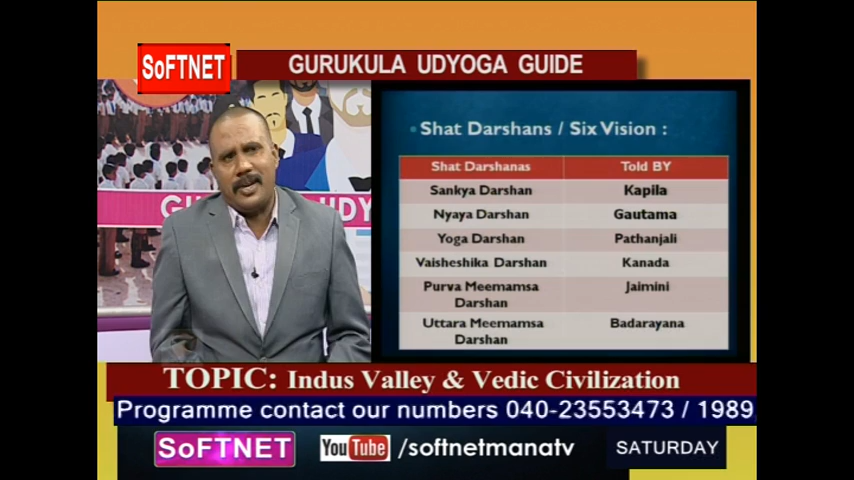 SoFTNET
GURUKULA UDYOGA GUIDE
Shat Darshans / Six Vision :
Shat Darshanas Told BY
Sankya Darshan Kapila
Nyaya Darshan Gautama
Yoga Darshan Pathanjali
Vaisheshika Darshan Kanada
Purva Meemamsa Darshan Jaimini
Uttara Meemamsa Darshan Badarayana
TOPIC: Indus Valley & Vedic Civilization
Programme contact our numbers 040-23553473 / 1989
SoFTNET YouTube /softnetmanatv SATURDAY